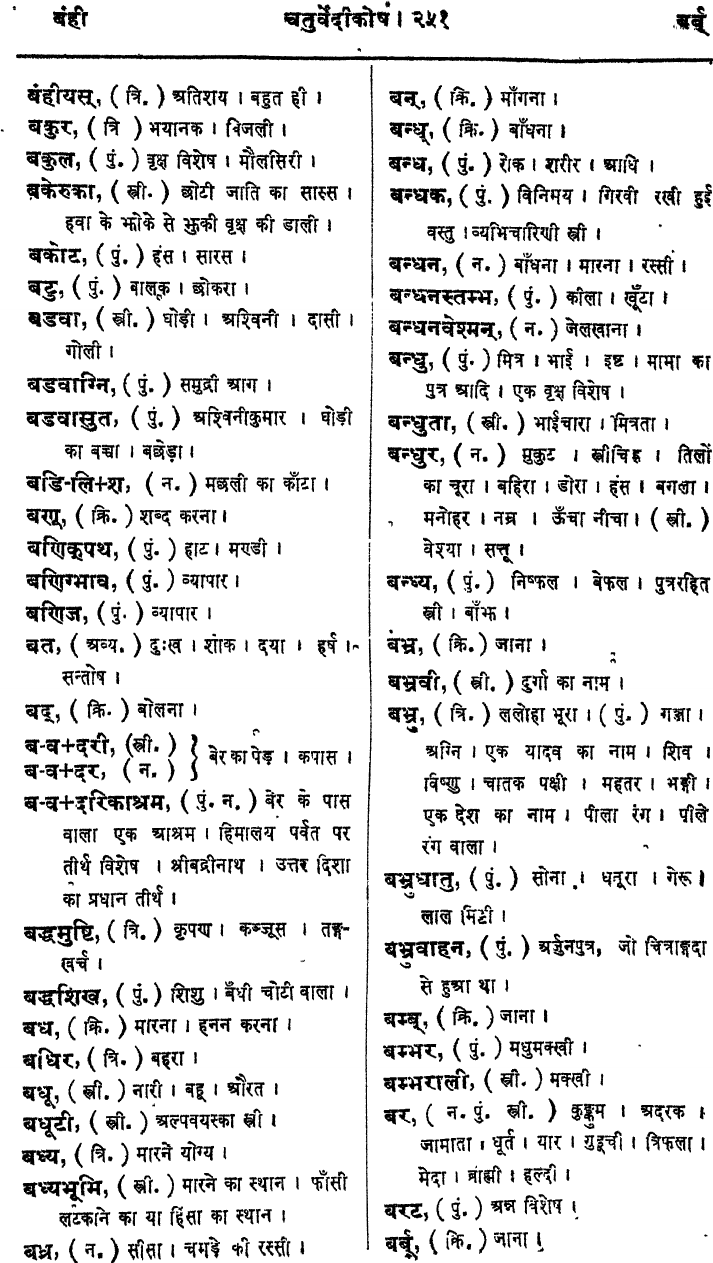 बंही
चतुर्वेदीकोष। २५१
बर्व्
बंहीयस्, ( त्रि. ) अतिशय । बहुत ही ।
बकुर, ( त्रि ) भयानक । बिजली ।
बकुल, ( पुं. ) वृक्ष विशेष । मौलसिरी ।
बकेरुका, ( स्त्री. ) छोटी जाति का सारस ।
हवा के झोके से झुकी वृक्ष की डाली ।
बकोट, ( पुं. ) हंस । सारस ।
बटु, ( पुं. ) बालक । छोकरा ।
बडवा, ( स्त्री. ) घोड़ी । अश्विनी । दासी ।
गोली ।
बडवाग्नि, ( पुं. ) समुद्री आग ।
बडवासुत, ( पुं. ) अश्विनीकुमार । घोड़ी
का बच्चा । बछेड़ा ।
बडि-लि+श, ( न. ) मछली का काँटा ।
बण्, ( क्रि. ) शब्द करना ।
बणिक्पथ, ( पुं. ) हाट । मण्डी ।
बणिग्भाव, ( पुं. ) व्यापार ।
बणिज, ( पुं. ) व्यापार ।
बत, ( अव्य. ) दुःख । शोक । दया । हर्ष ।
सन्तोष ।
बद्, ( क्रि. ) बोलना ।
ब-व+दरी, (स्त्री. ) } बेर का पेड़ । कपास ।
ब-व+दर, ( न. )
ब-व+दरिकाश्रम, ( पुं. न. ) बेर के पास
वाला एक आश्रम । हिमालय पर्वत पर
तीर्थ विशेष । श्रीबद्रीनाथ । उत्तर दिशा
का प्रधान तीर्थ ।
बद्धमुष्टि, ( त्रि. ) कृपण । कञ्जूस । तङ्ग-
खर्च ।
बद्धशिख, ( पुं. ) शिशु । बँधी चोटी वाला ।
बध, ( क्रि. ) मारना । हनन करना ।
बधिर, ( त्रि. ) बहरा ।
बधू, ( स्त्री. ) नारी । बहू । औरत ।
बधूटी, ( स्त्री. ) अल्पवयस्का स्त्री ।
बध्य, ( त्रि. ) मारने योग्य ।
बध्यभूमि, ( स्त्री. ) मारने का स्थान । फाँसी
लटकाने का या हिंसा का स्थान ।
बध्र, ( न. ) सीसा । चमड़े की रस्सी ।
बन्, ( क्रि. ) माँगना ।
बन्ध्, ( क्रि. ) बाँधना ।
बन्ध, ( पुं. ) रोक । शरीर । आधि ।
बन्धक, ( पुं. ) विनिमय । गिरवी रखी हुई
वस्तु । व्यभिचारिणी स्त्री ।
बन्धन, ( न. ) बाँधना । मारना । रस्सी ।
बन्धनस्तम्भ, ( पुं. ) कीला । खूँटा ।
बन्धनवेश्मन्, ( न. ) जेलखाना ।
बन्धु, ( पुं. ) मित्र । भाई । इष्ट । मामा का
पुत्र आदि । एक वृक्ष विशेष ।
बन्धुता, ( स्त्री. ) भाईचारा । मित्रता ।
बन्धुर, ( न. ) मुकुट । स्त्रीचिह्न । तिलों
का चूरा । बहिरा । डोरा । हंस । बगला ।
मनोहर । नम्र । ऊँचा नीचा । ( स्त्री. )
वेश्या । सत्तू ।
बन्ध्य, ( पुं. ) निष्फल । बेफल । पुत्ररहित
स्त्री । बाँझ ।
बंभ्र, ( क्रि. ) जाना ।
बभ्रवी, ( स्त्री. ) दुर्गा का नाम ।
बभ्रु, ( त्रि. ) ललोहा भूरा । ( पुं. ) गञ्जा ।
अग्नि । एक यादव का नाम । शिव ।
विष्णु । चातक पक्षी । महतर । भङ्गी ।
एक देश का नाम । पीला रंग । पीले
रंग वाला ।
बभ्रुधातु, ( पुं. ) सोना । धतूरा । गेरू ।
लाल मिट्टी ।
बभ्रुवाहन, ( पुं. ) अर्जुनपुत्र, जो चित्राङ्गदा
से हुआ था ।
बम्ब्, ( क्रि. ) जाना ।
बम्भर, ( पुं. ) मधुमक्खी ।
बम्भराली, ( स्त्री. ) मक्खी ।
बर, ( न. पुं. स्त्री. ) कुङ्कुम । अदरक ।
जामाता । धूर्त । यार । गुडूची । त्रिफला ।
मेदा । ब्राह्मी । हल्दी ।
बरट, ( पुं. ) अन्न विशेष ।
बर्ब्, ( क्रि. ) जाना ।